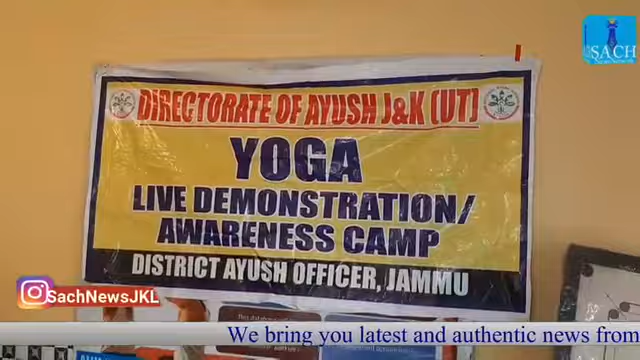 SACH
DIRECTORATE OF AYUSH J&K (UT)
YOGA
LIVE DEMONSTRATION/
AWARENESS CAMP
DISTRICT AYUSH OFFICER, JAMMU
SachNewsJKL
We bring you latest and authentic news from